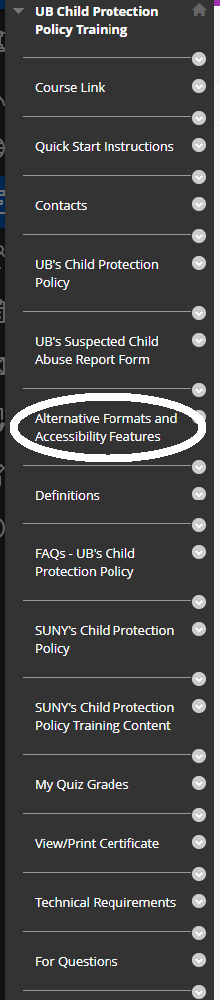 UB Child Protection
Policy Training
Course Link
Quick Start Instructions
Contacts
UB's Child Protection
Policy
UB's Suspected Child
Abuse Report Form
Alternative Formats and
Accessibility Features
Definitions
FAQs - UB's Child
Protection Policy
SUNY's Child Protection
Policy
SUNY's Child Protection
Policy Training Content
My Quiz Grades
View/Print Certificate
Technical Requirements
For Questions